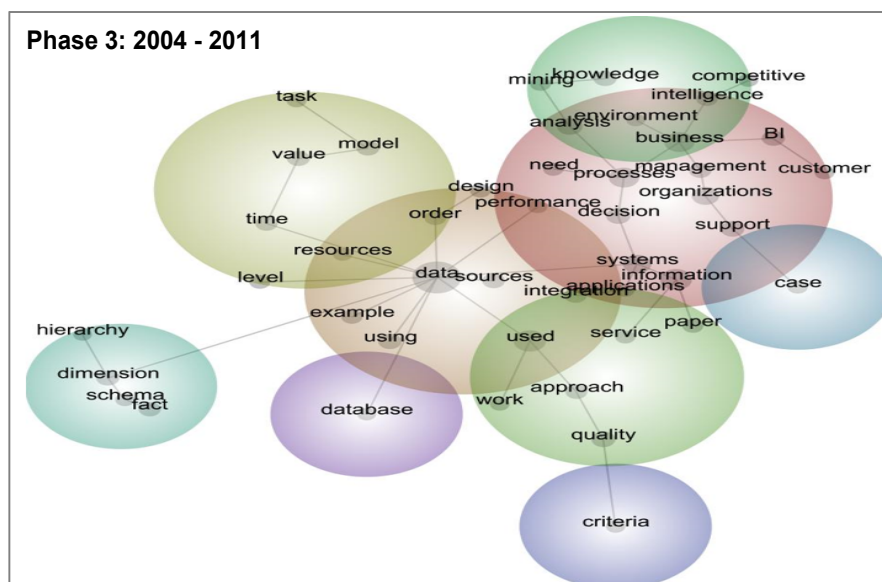 Phase 3: 2004 - 2011
mining
knowledge
competitive
intelligence
task
analysis
environment
business
BI
value
model
need
processes
management
customer
design
organizations
time
order
performance
decision
support
resources
level
data
sources
systems
information
integration
applications
case
example
hierarchy
using
used
service
paper
dimension
schema
fact
database
work
approach
quality
criteria